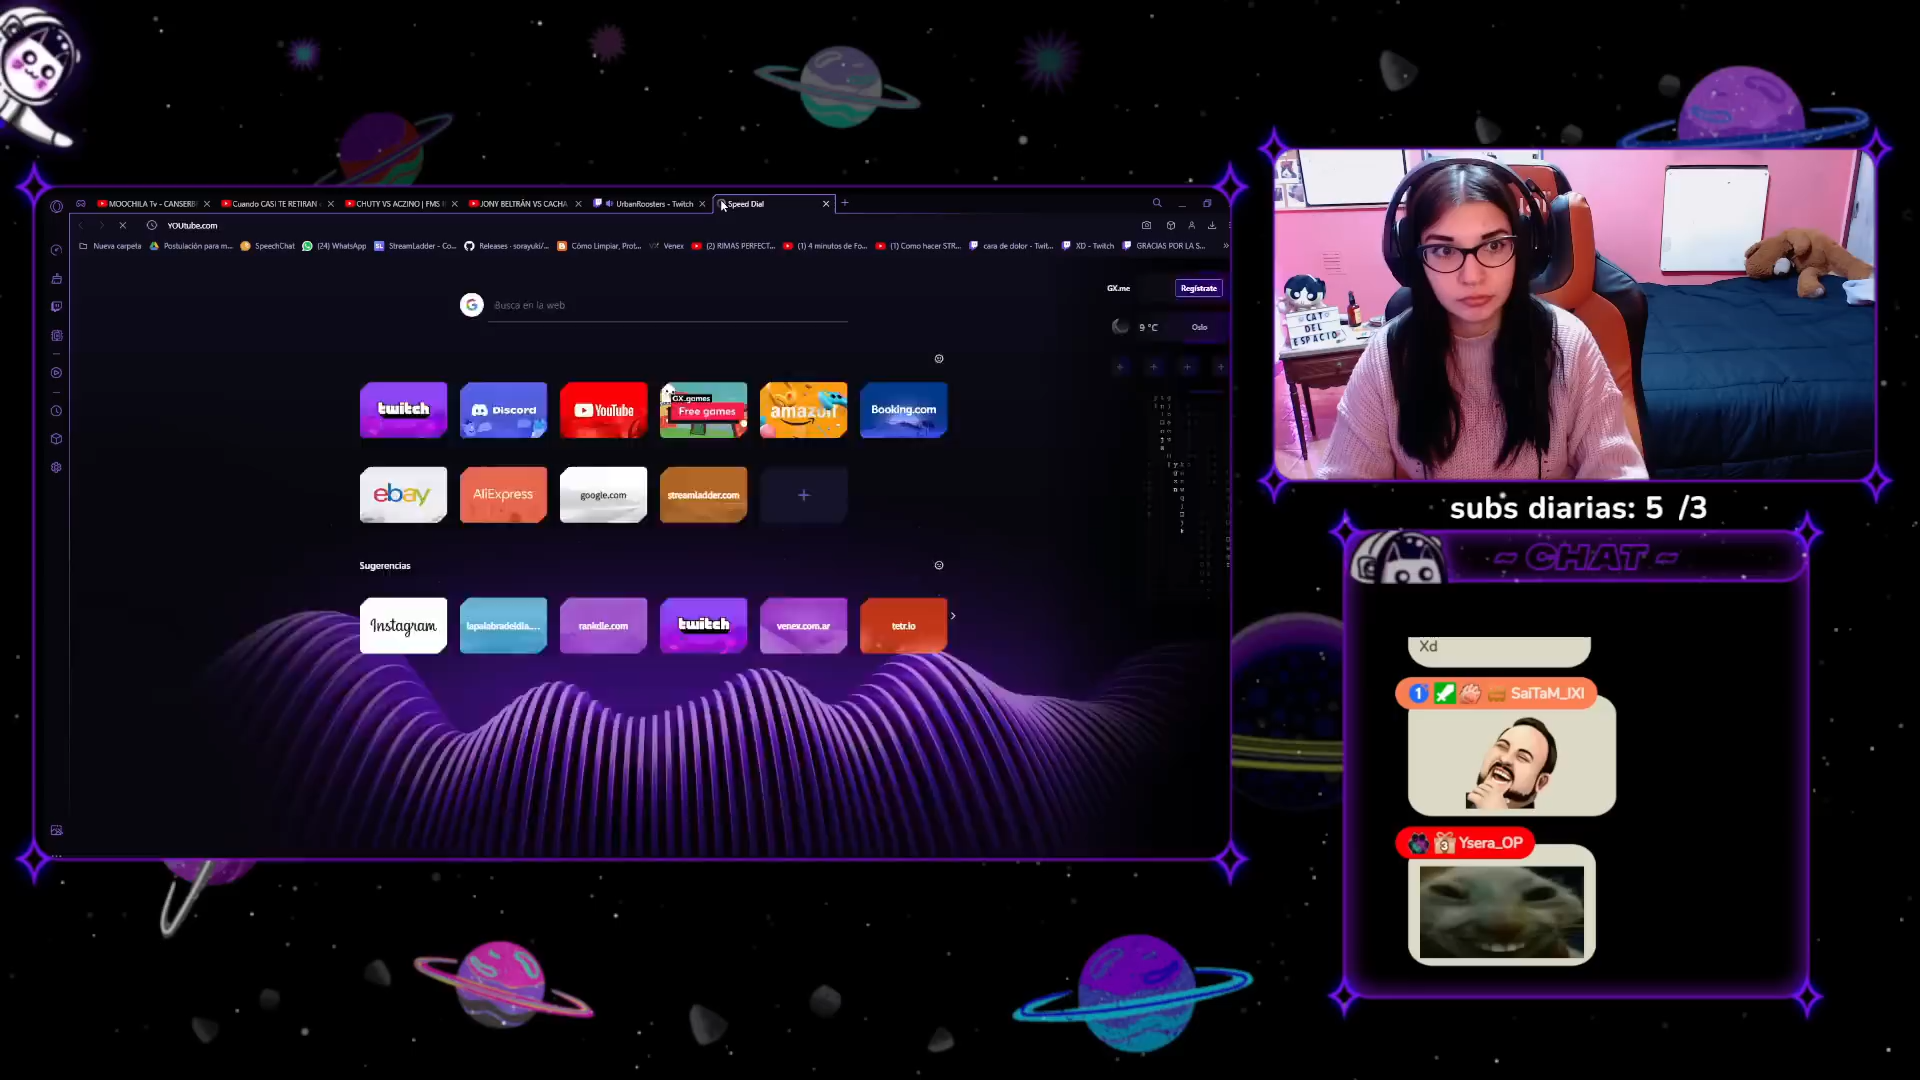 MOOCHILA Tv - CANSERB
Cuando CASI TE RETIRAN
CHUTY VS ACZINO | FMS I
JONY BELTRÁN VS CACHA
UrbanRoosters - Twitch
Speed Dial
YOUtube.com
Nueva carpeta
Postulación para m...
SpeechChat
(24) WhatsApp
StreamLadder - Co...
Releases · sorayuki/...
Cómo Limpiar, Prot...
Venex
(2) RIMAS PERFECT...
(1) 4 minutos de Fo...
(1) Como hacer STR...
cara de dolor - Twit...
XD - Twitch
GRACIAS POR LA S...
Busca en la web
GX.me
Regístrate
9 °C
Oslo
twitch
Discord
YouTube
GX.games
Free games
amazon
Booking.com
ebay
AliExpress
google.com
streamladder.com
Sugerencias
Instagram
lapalabradeldia....
rankdle.com
twitch
venex.com.ar
tetr.io
CAT
DEL
ESPACIO
subs diarias: 5 /3
~ CHAT ~
Xd
1 SaiTaM_IXI
3 Ysera_OP